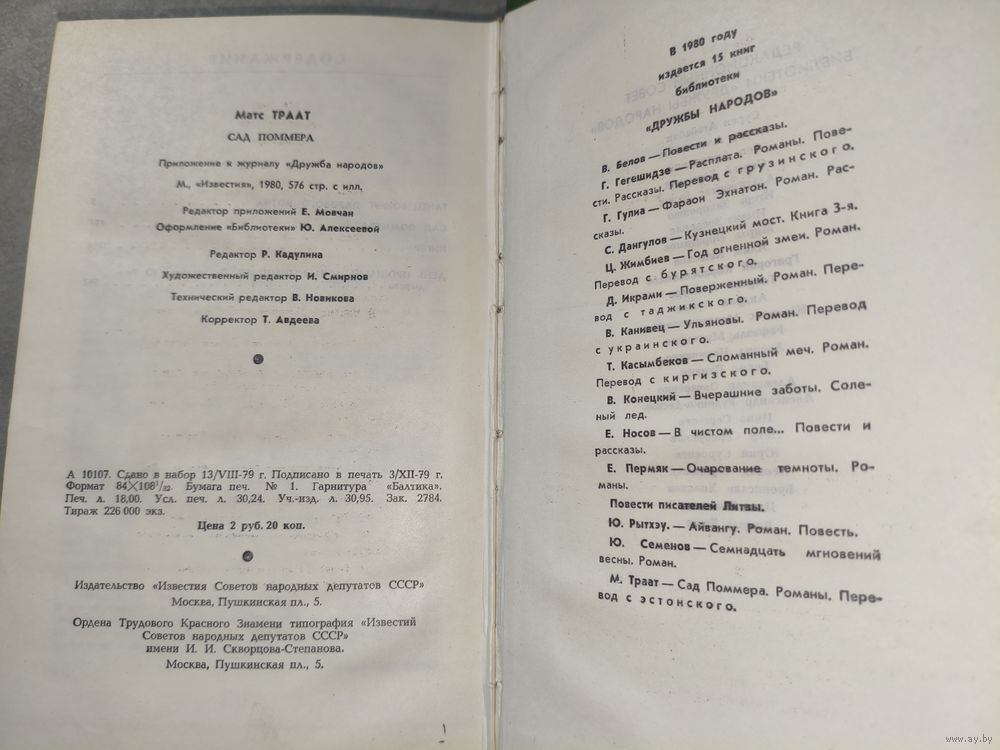 Матс ТРААТ
САД ПОММЕРА
Приложение к журналу «Дружба народов»
М., «Известия», 1980, 576 стр. с илл.
Редактор приложений Е. Мовчан
Оформление «Библиотеки» Ю. Алексеевой
Редактор Р. Кадулина
Художественный редактор И. Смирнов
Технический редактор В. Новикова
Корректор Т. Авдеева
А 10107. Сдано в набор 13/VIII-79 г. Подписано в печать 3/XII-79 г.
Формат 84×108¹/₃₂. Бумага печ. № 1. Гарнитура «Балтика».
Печ. л. 18,00. Усл. печ. л. 30,24. Уч.-изд. л. 30,95. Зак. 2784.
Тираж 226 000 экз.
Цена 2 руб. 20 коп.
Издательство «Известия Советов народных депутатов СССР»
Москва, Пушкинская пл., 5.
Ордена Трудового Красного Знамени типография «Известий
Советов народных депутатов СССР»
имени И. И. Скворцова-Степанова.
Москва, Пушкинская пл., 5.
В 1980 году
издается 15 книг
библиотеки
«ДРУЖБЫ НАРОДОВ»
В. Белов — Повести и рассказы.
Г. Гегешидзе — Расплата. Романы. Пове-
сти. Рассказы. Перевод с грузинского.
Г. Гулиа — Фараон Эхнатон. Роман. Рас-
сказы.
С. Дангулов — Кузнецкий мост. Книга 3-я.
Ц. Жимбиев — Год огненной змеи. Роман.
Перевод с бурятского.
Д. Икрами — Поверженный. Роман. Пере-
вод с таджикского.
В. Канивец — Ульяновы. Роман. Перевод
с украинского.
Т. Касымбеков — Сломанный меч. Роман.
Перевод с киргизского.
В. Конецкий — Вчерашние заботы. Соле-
ный лед.
Е. Носов — В чистом поле... Повести и
рассказы.
Е. Пермяк — Очарование темноты. Ро-
маны.
Повести писателей Литвы.
Ю. Рытхэу. — Айвангу. Роман. Повесть.
Ю. Семенов — Семнадцать мгновений
весны. Роман.
М. Траат — Сад Поммера. Романы. Пере-
вод с эстонского.
www.ay.by